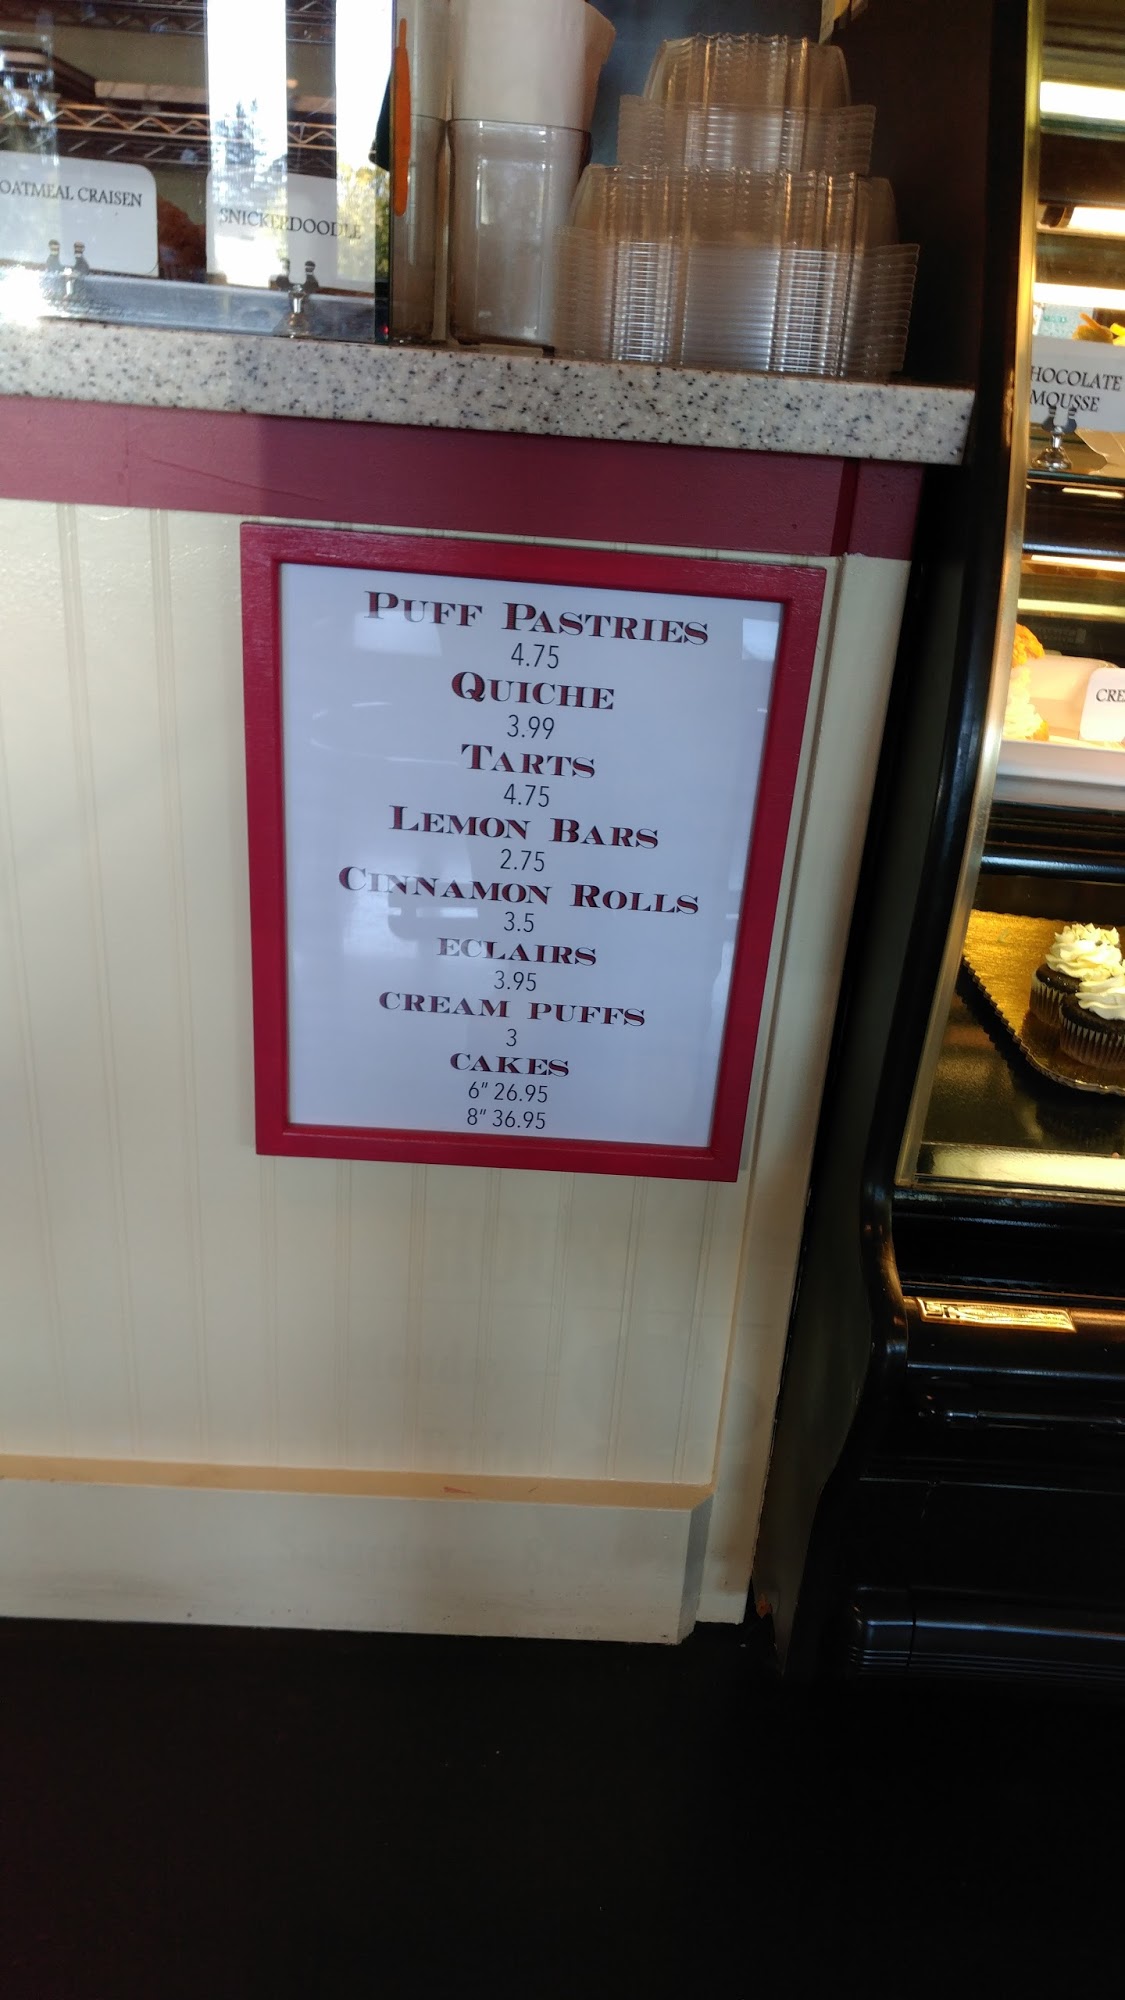 OATMEAL CRAISEN
SNICKERDOODLE
HOCOLATE
MOUSSE
CRE
PUFF PASTRIES
4.75
QUICHE
3.99
TARTS
4.75
LEMON BARS
2.75
CINNAMON ROLLS
3.5
ECLAIRS
3.95
CREAM PUFFS
3
CAKES
6" 26.95
8" 36.95